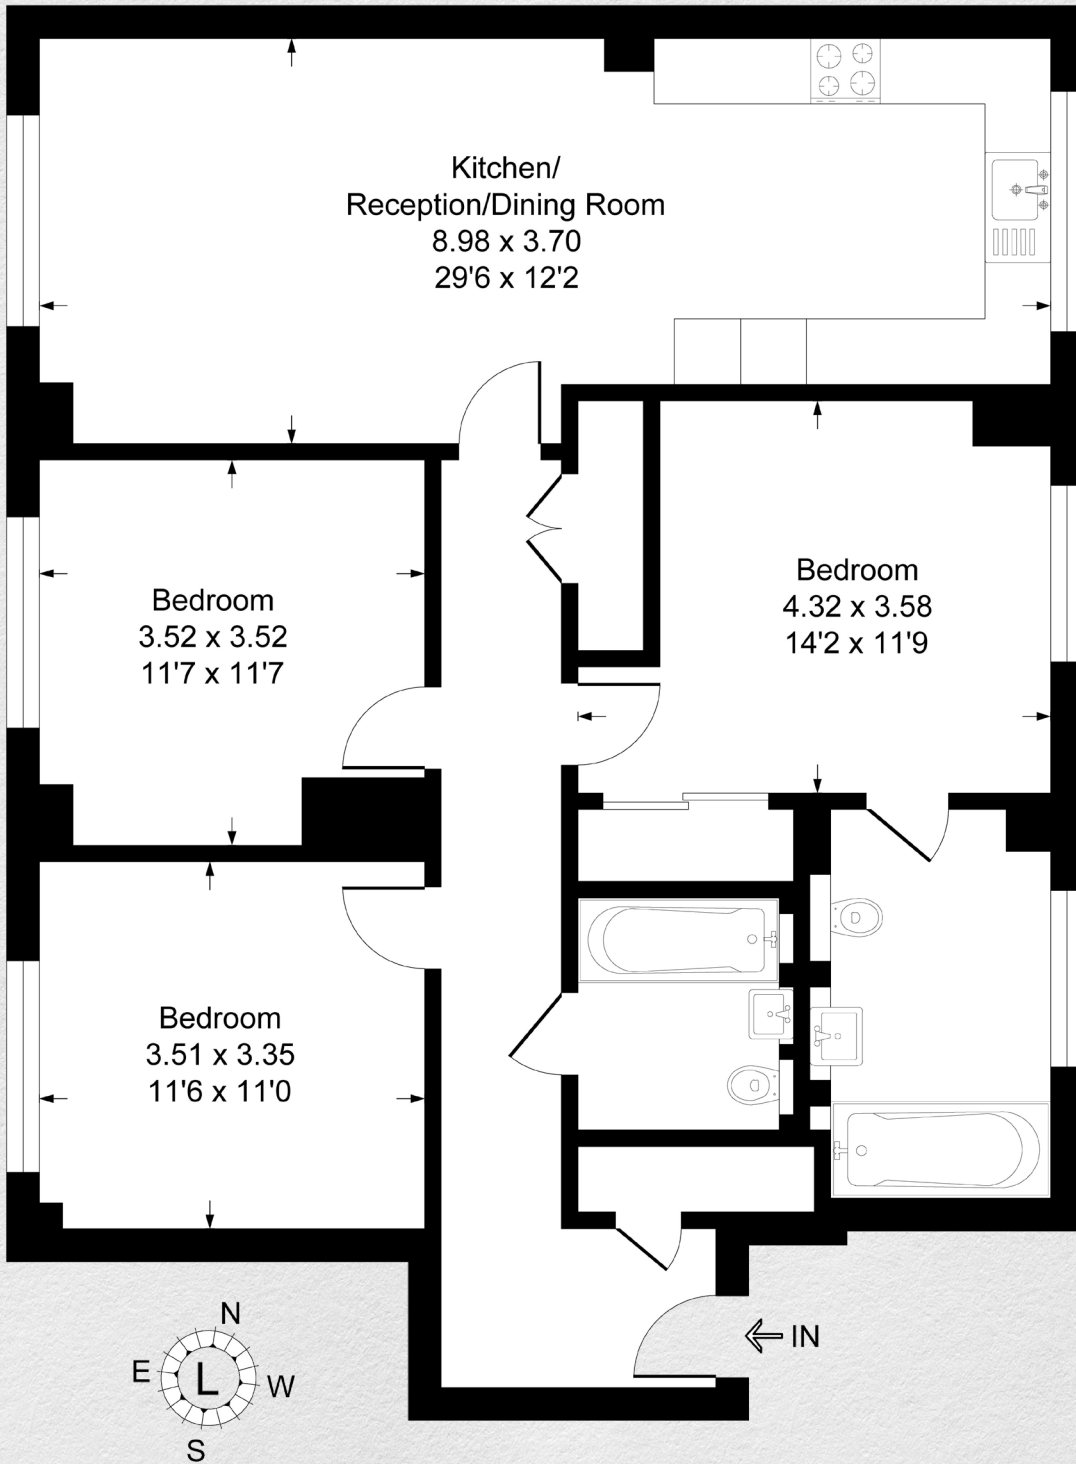 Kitchen/
Reception/Dining Room
8.98 x 3.70
29'6 x 12'2
Bedroom
3.52 x 3.52
11'7 x 11'7
Bedroom
4.32 x 3.58
14'2 x 11'9
Bedroom
3.51 x 3.35
11'6 x 11'0
IN
N
E
L
W
S